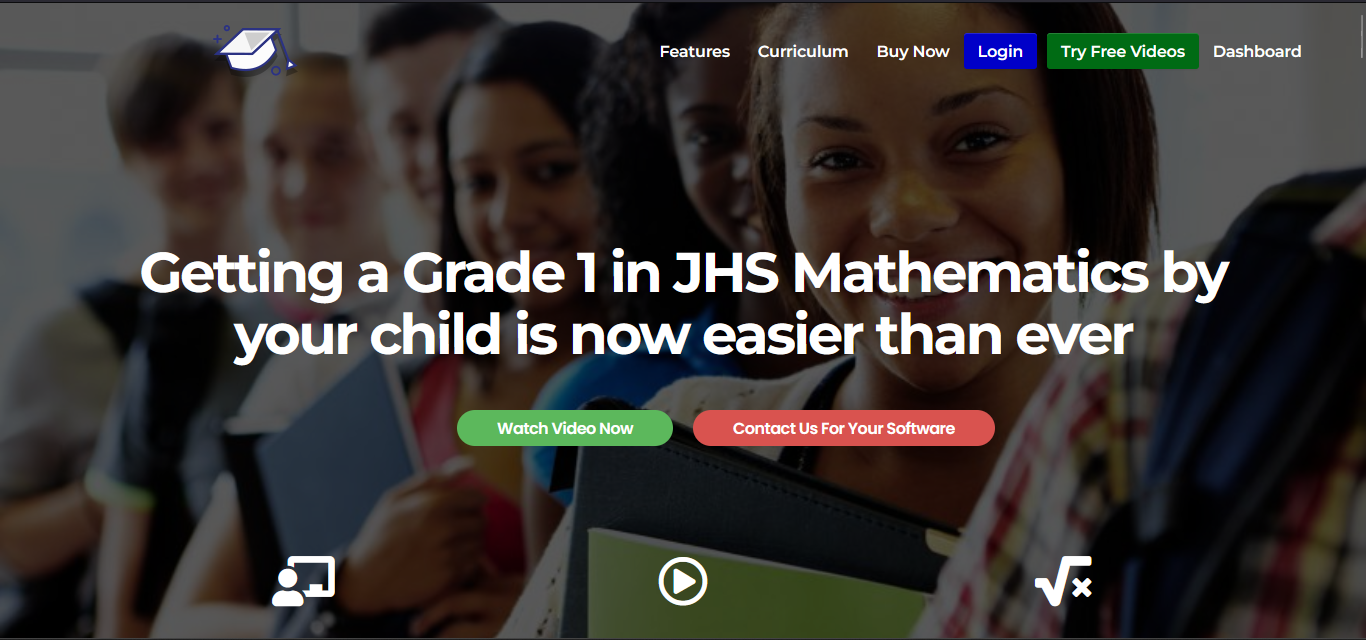 Features Curriculum Buy Now Login Try Free Videos Dashboard
Getting a Grade 1 in JHS Mathematics by
your child is now easier than ever
Watch Video Now Contact Us For Your Software